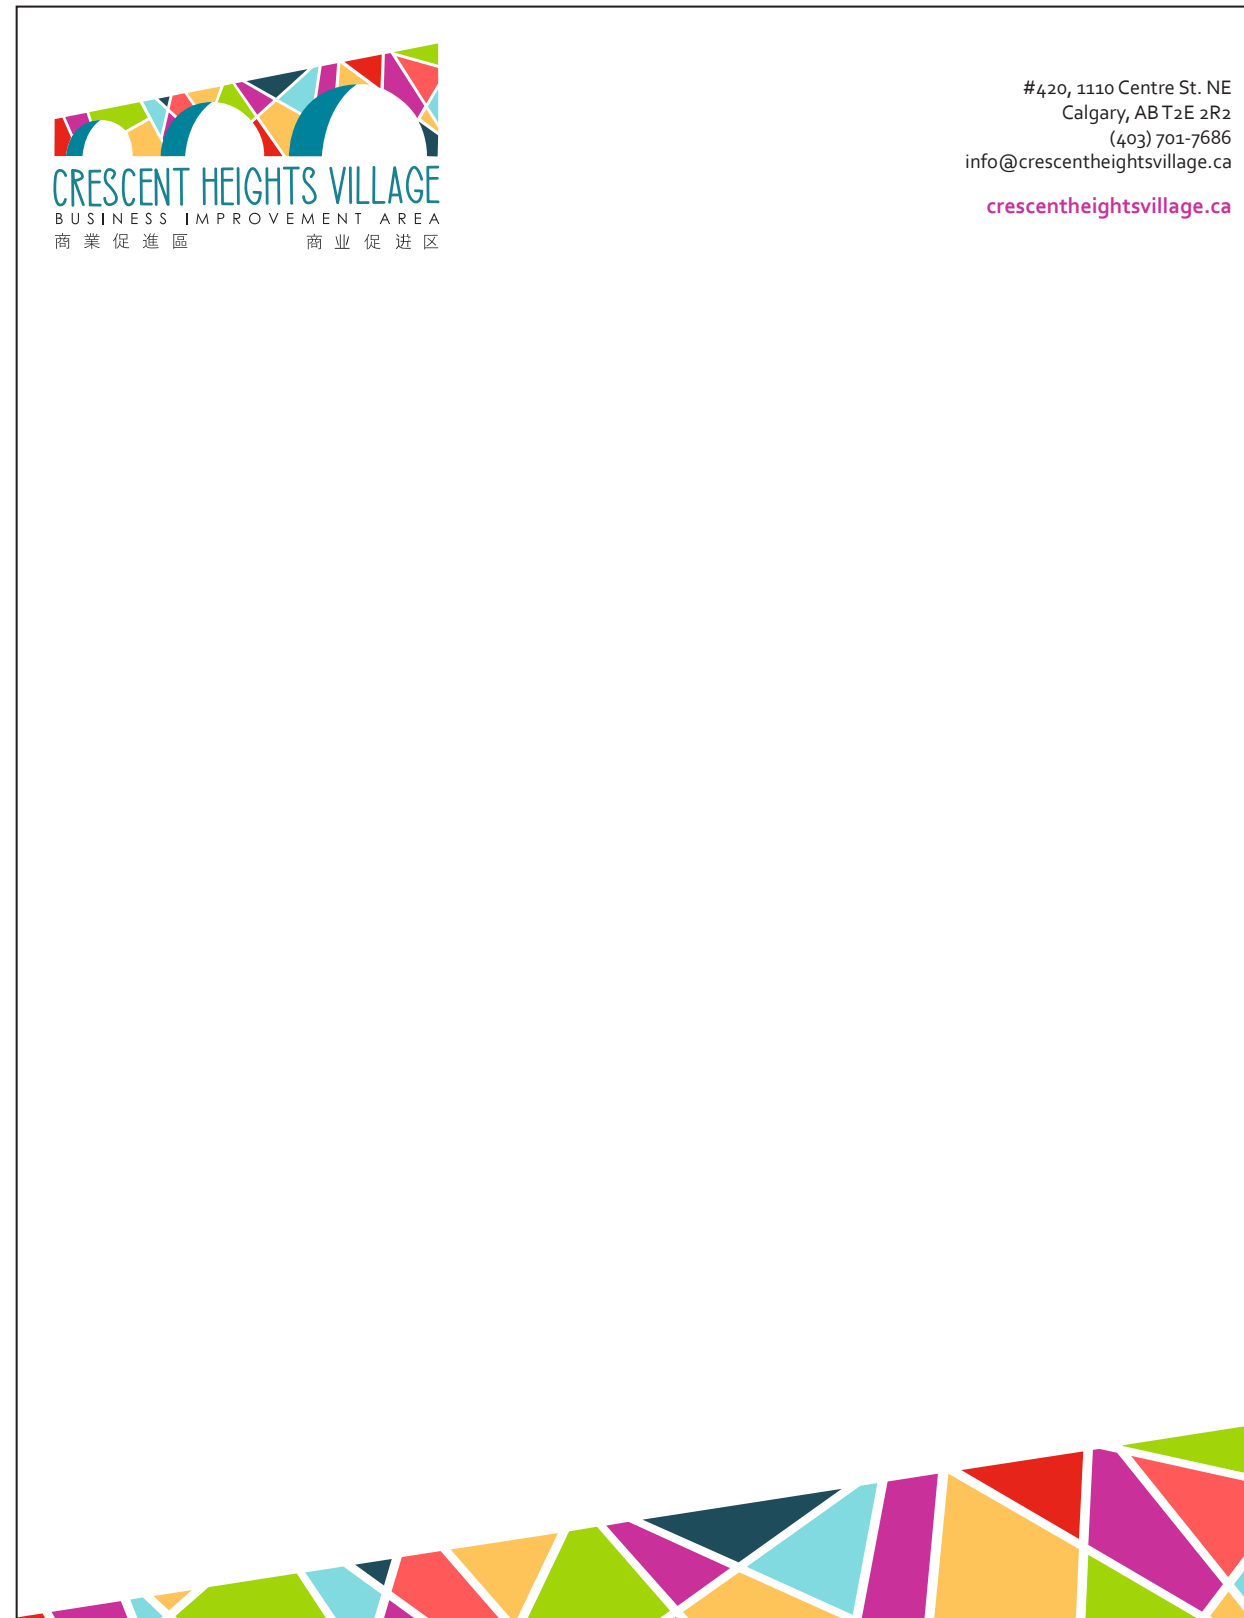 CRESCENT HEIGHTS VILLAGE
BUSINESS IMPROVEMENT AREA
商業促進區 商业促进区
#420, 1110 Centre St. NE
Calgary, AB T2E 2R2
(403) 701-7686
info@crescentheightsvillage.ca
crescentheightsvillage.ca